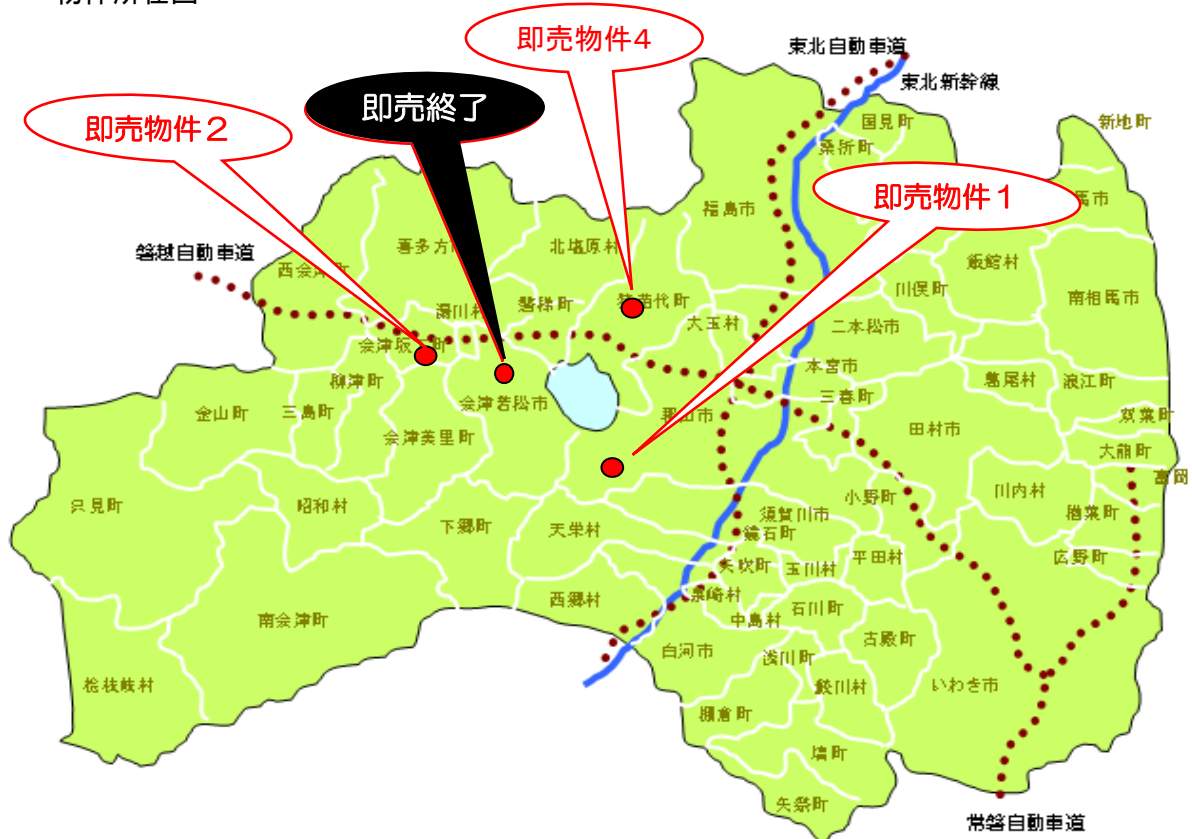 即売物件4
東北自動車道
東北新幹線
即売終了
即売物件2
国見町
新地町
桑折町
即売物件1
福島市
馬市
磐越自動車道
喜多方
北塩原村
西会津町
飯舘村
川俣町
南相馬市
湯川村
磐梯町
猪苗代町
大玉村
二本松市
会津坂
町
本宮市
柳津町
葛尾村
浪江町
三春町
金山町
三島町
会津若松市
郡山市
双葉町
会津美里町
田村市
大熊町
富岡
川内村
只見町
昭和村
小野町
楢葉町
下郷町
天栄村
須賀川市
鏡石町
平田村
広野町
矢吹町
玉川村
西郷村
泉崎村
石川町
南会津町
中島村
古殿町
白河市
浅川町
桧枝岐村
鮫川村
いわき市
棚倉町
塙町
矢祭町
常磐自動車道